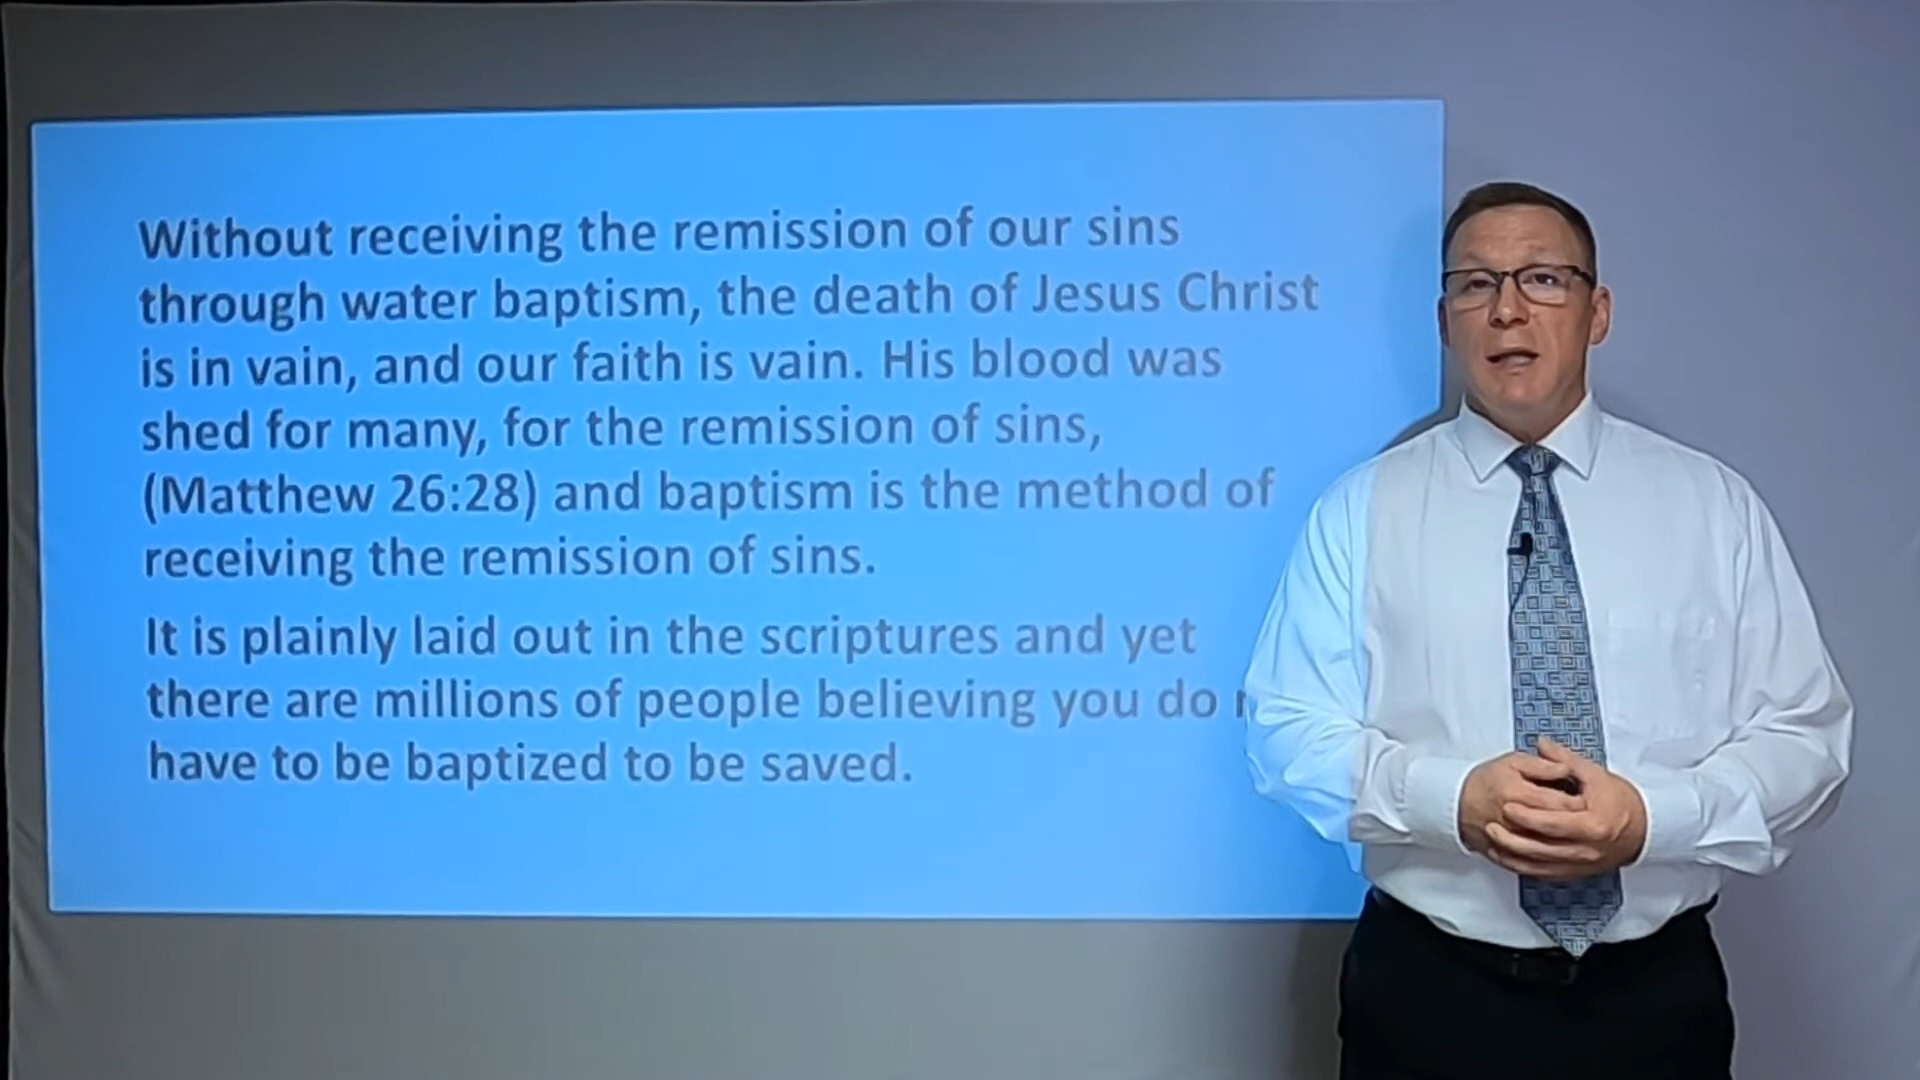 Without receiving the remission of our sins
through water baptism, the death of Jesus Christ
is in vain, and our faith is vain. His blood was
shed for many, for the remission of sins,
(Matthew 26:28) and baptism is the method of
receiving the remission of sins.
It is plainly laid out in the scriptures and yet
there are millions of people believing you do
have to be baptized to be saved.